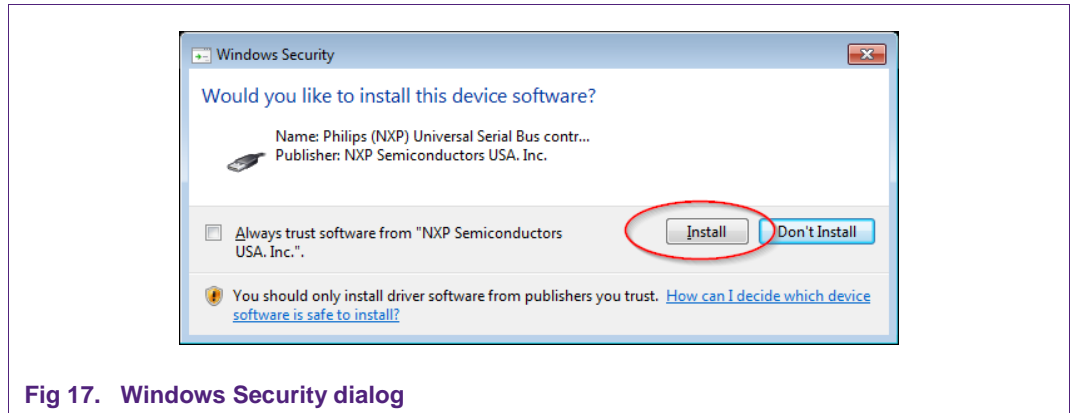 Windows Security
Would you like to install this device software?
Name: Philips (NXP) Universal Serial Bus contr...
Publisher: NXP Semiconductors USA. Inc.
Always trust software from "NXP Semiconductors
USA. Inc.".
Install
Don't Install
You should only install driver software from publishers you trust. How can I decide which device
software is safe to install?
Fig 17. Windows Security dialog